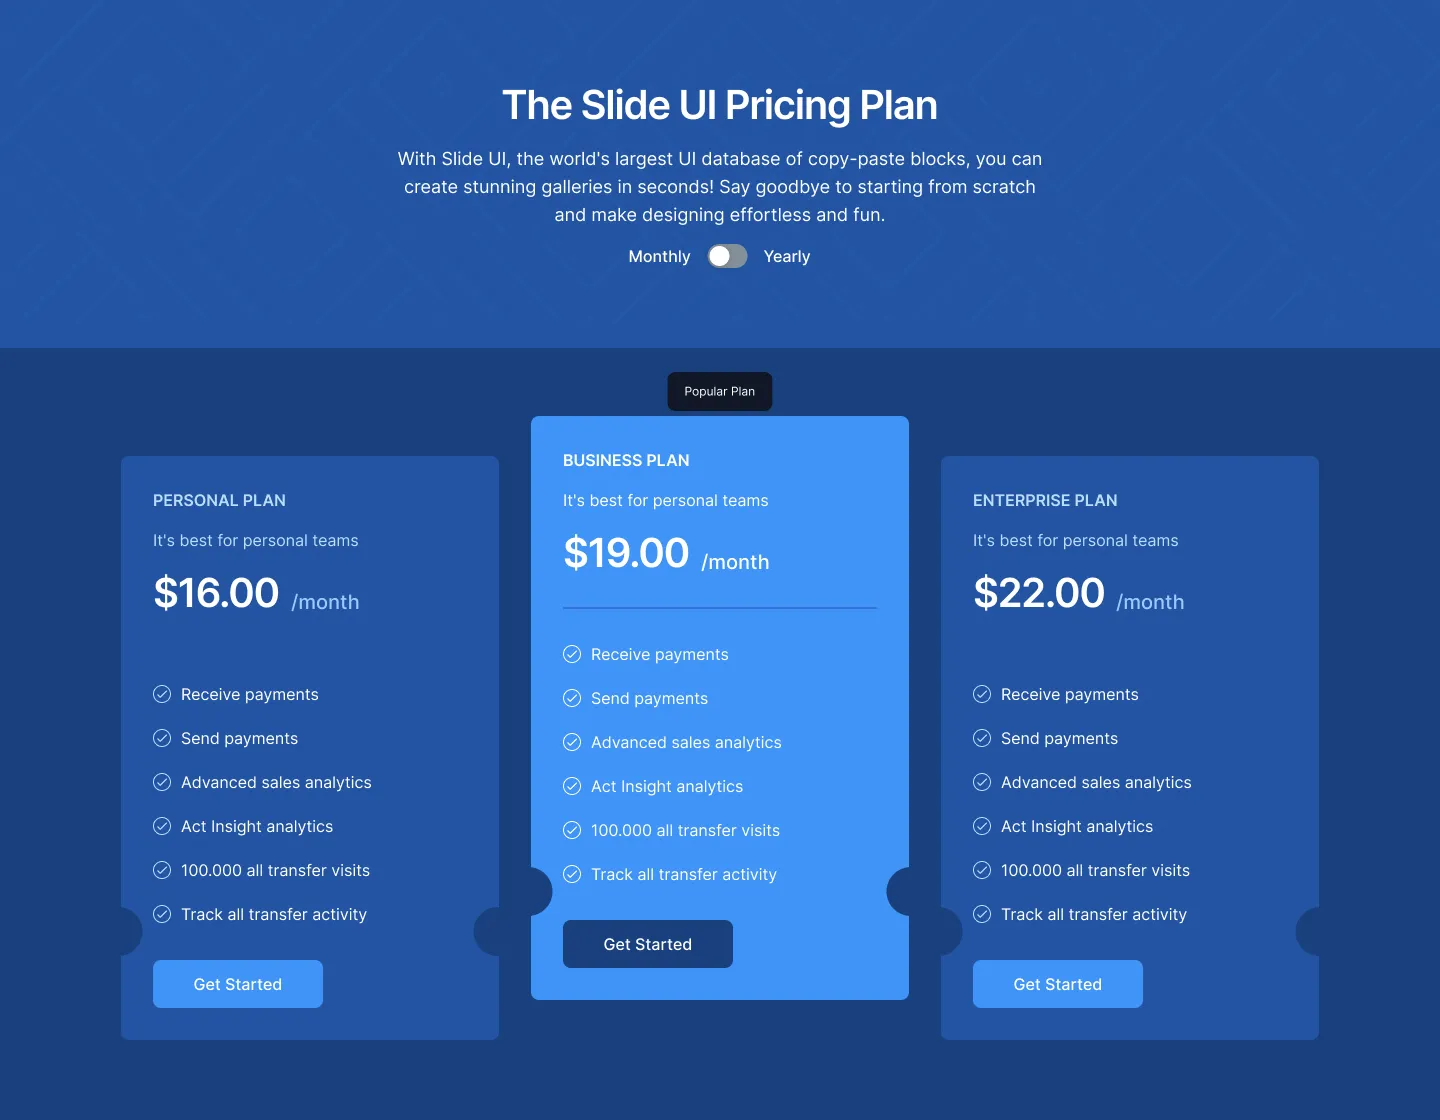 The Slide UI Pricing Plan
With Slide UI, the world's largest UI database of copy-paste blocks, you can
create stunning galleries in seconds! Say goodbye to starting from scratch
and make designing effortless and fun.
Monthly Yearly
PERSONAL PLAN
It's best for personal teams
$16.00 /month
Receive payments
Send payments
Advanced sales analytics
Act Insight analytics
100.000 all transfer visits
Track all transfer activity
Get Started
Popular Plan
BUSINESS PLAN
It's best for personal teams
$19.00 /month
Receive payments
Send payments
Advanced sales analytics
Act Insight analytics
100.000 all transfer visits
Track all transfer activity
Get Started
ENTERPRISE PLAN
It's best for personal teams
$22.00 /month
Receive payments
Send payments
Advanced sales analytics
Act Insight analytics
100.000 all transfer visits
Track all transfer activity
Get Started